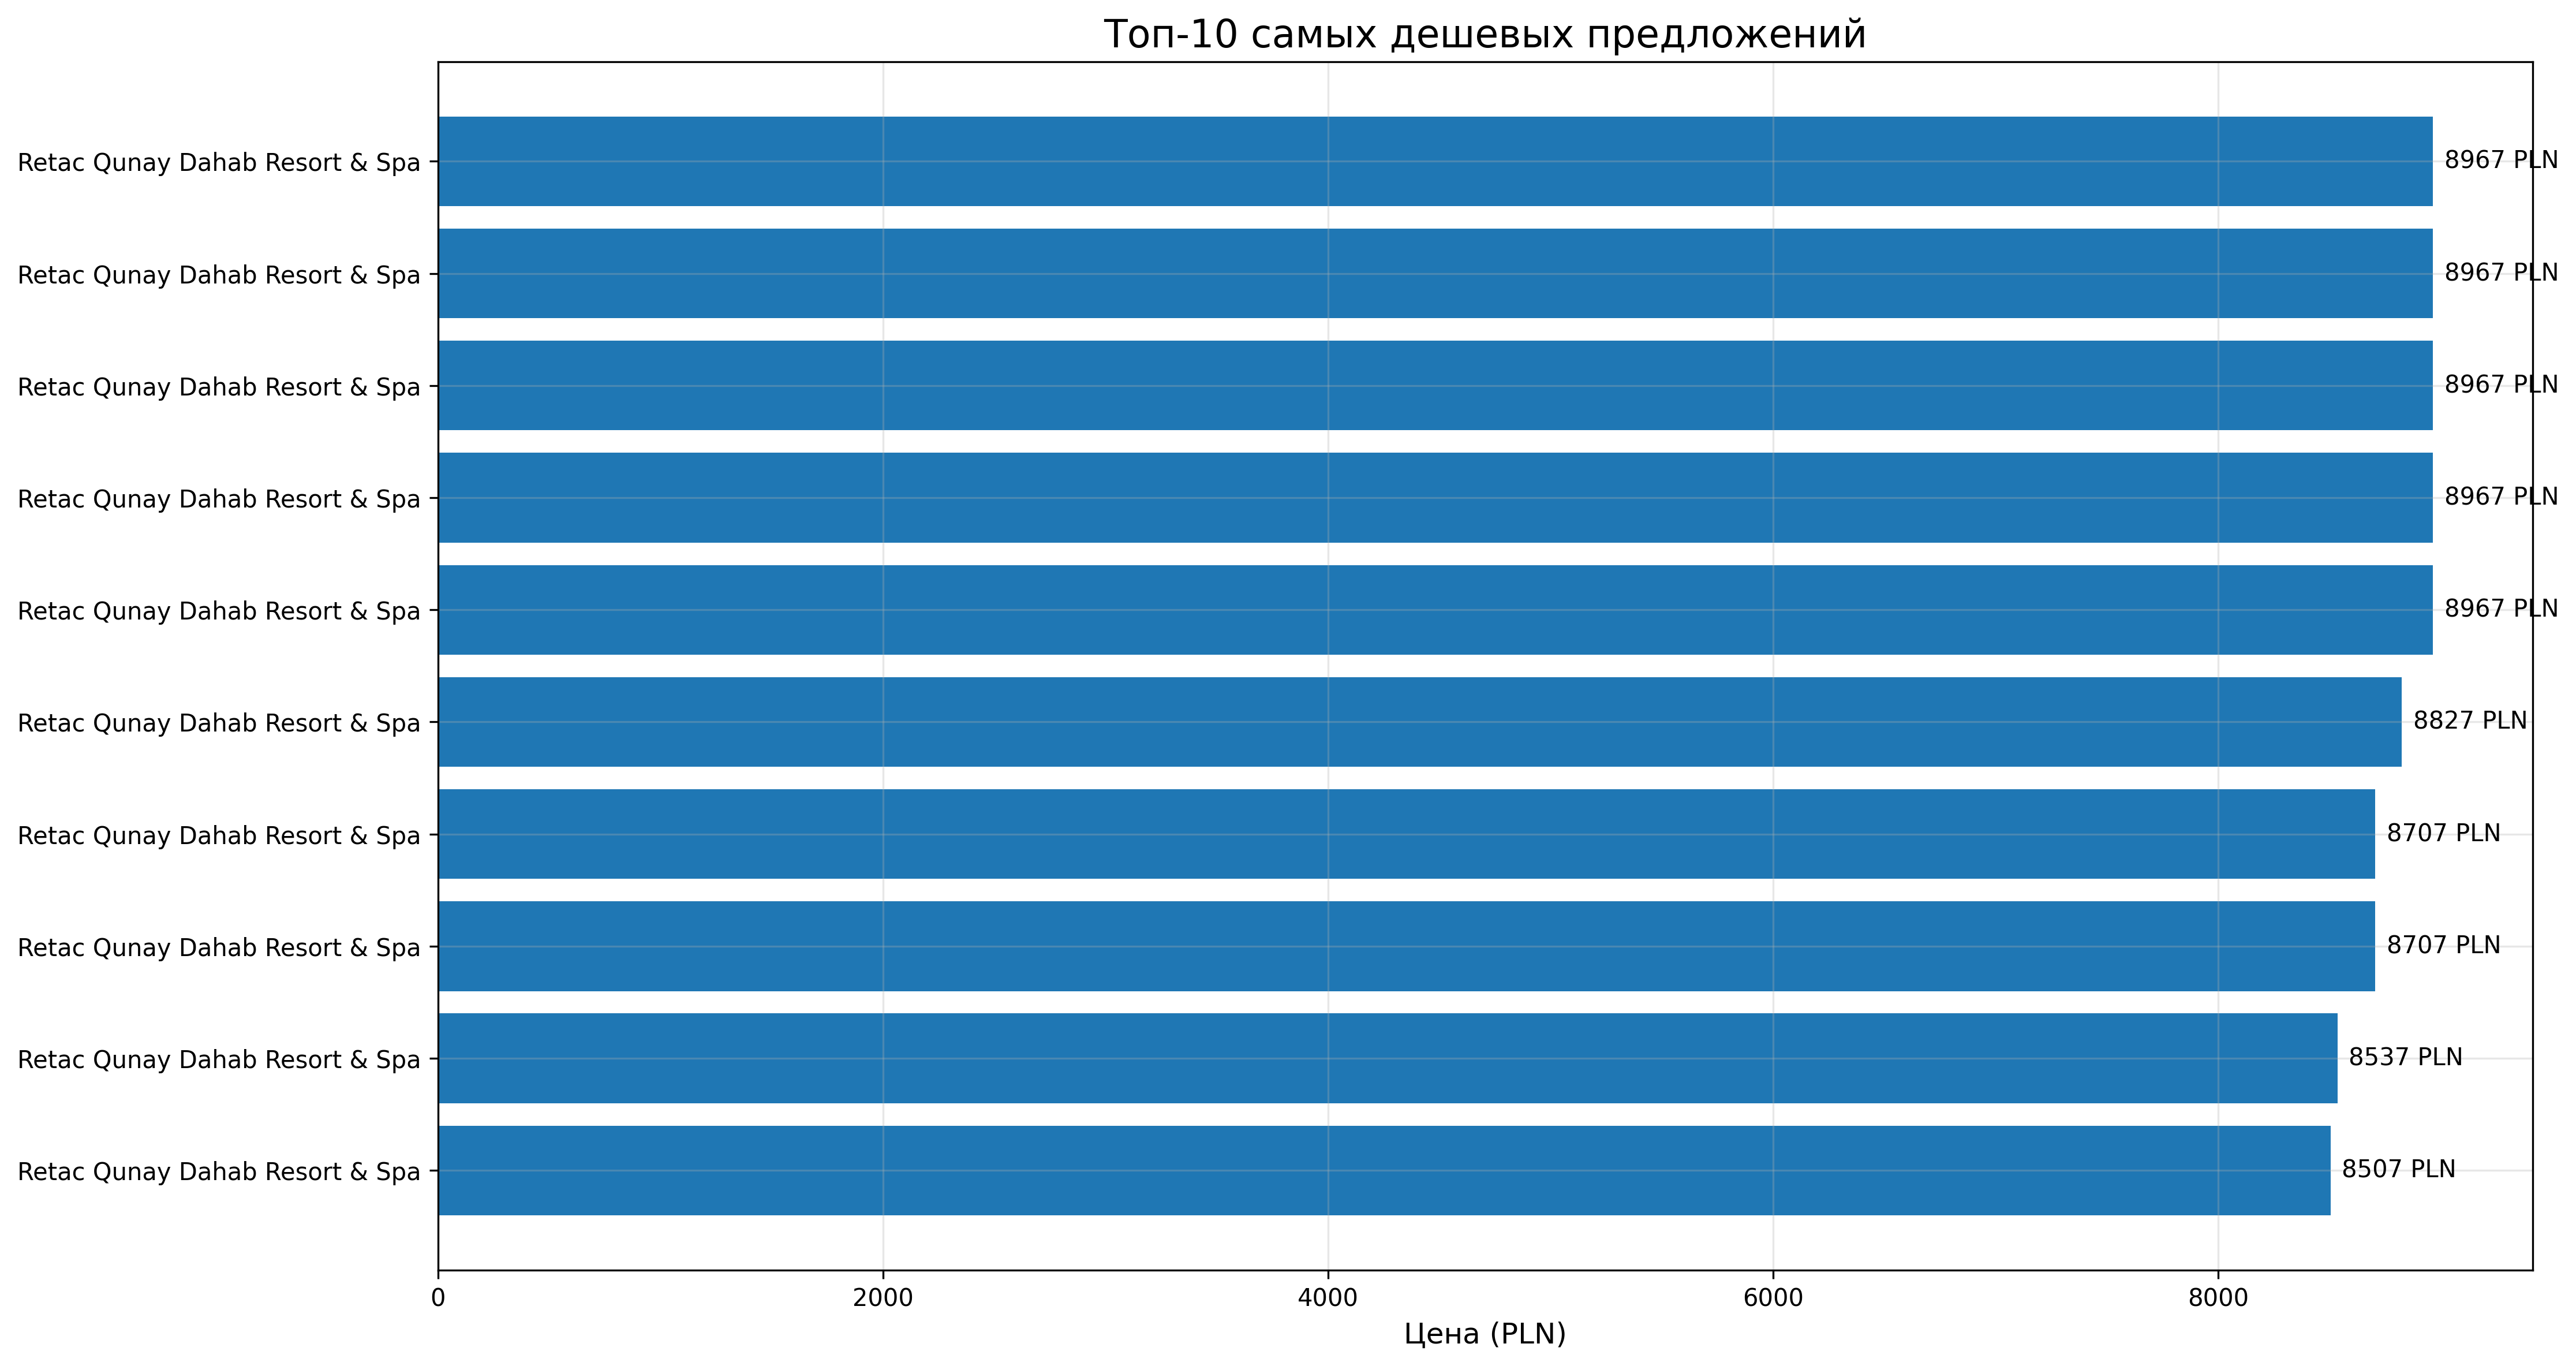 Топ-10 самых дешевых предложений
Retac Qunay Dahab Resort & Spa 8967 PLN
Retac Qunay Dahab Resort & Spa 8967 PLN
Retac Qunay Dahab Resort & Spa 8967 PLN
Retac Qunay Dahab Resort & Spa 8967 PLN
Retac Qunay Dahab Resort & Spa 8967 PLN
Retac Qunay Dahab Resort & Spa 8827 PLN
Retac Qunay Dahab Resort & Spa 8707 PLN
Retac Qunay Dahab Resort & Spa 8707 PLN
Retac Qunay Dahab Resort & Spa 8537 PLN
Retac Qunay Dahab Resort & Spa 8507 PLN
0 2000 4000 6000 8000
Цена (PLN)